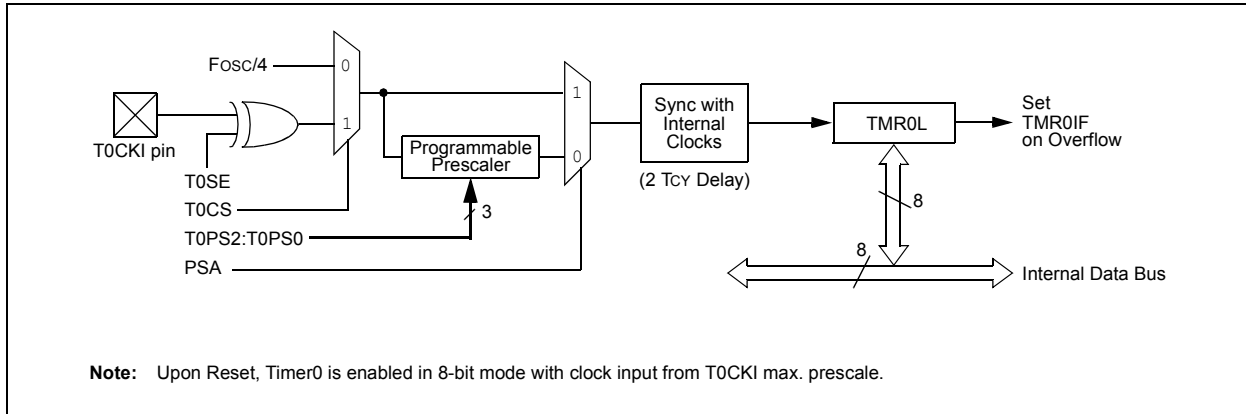 Fosc/4
0
1
T0CKI pin
T0SE
T0CS
T0PS2:T0PS0
PSA
Programmable
Prescaler
3
1
0
Sync with
Internal
Clocks
(2 TCY Delay)
TMR0L
Set
TMR0IF
on Overflow
8
8
Internal Data Bus
Note: Upon Reset, Timer0 is enabled in 8-bit mode with clock input from T0CKI max. prescale.